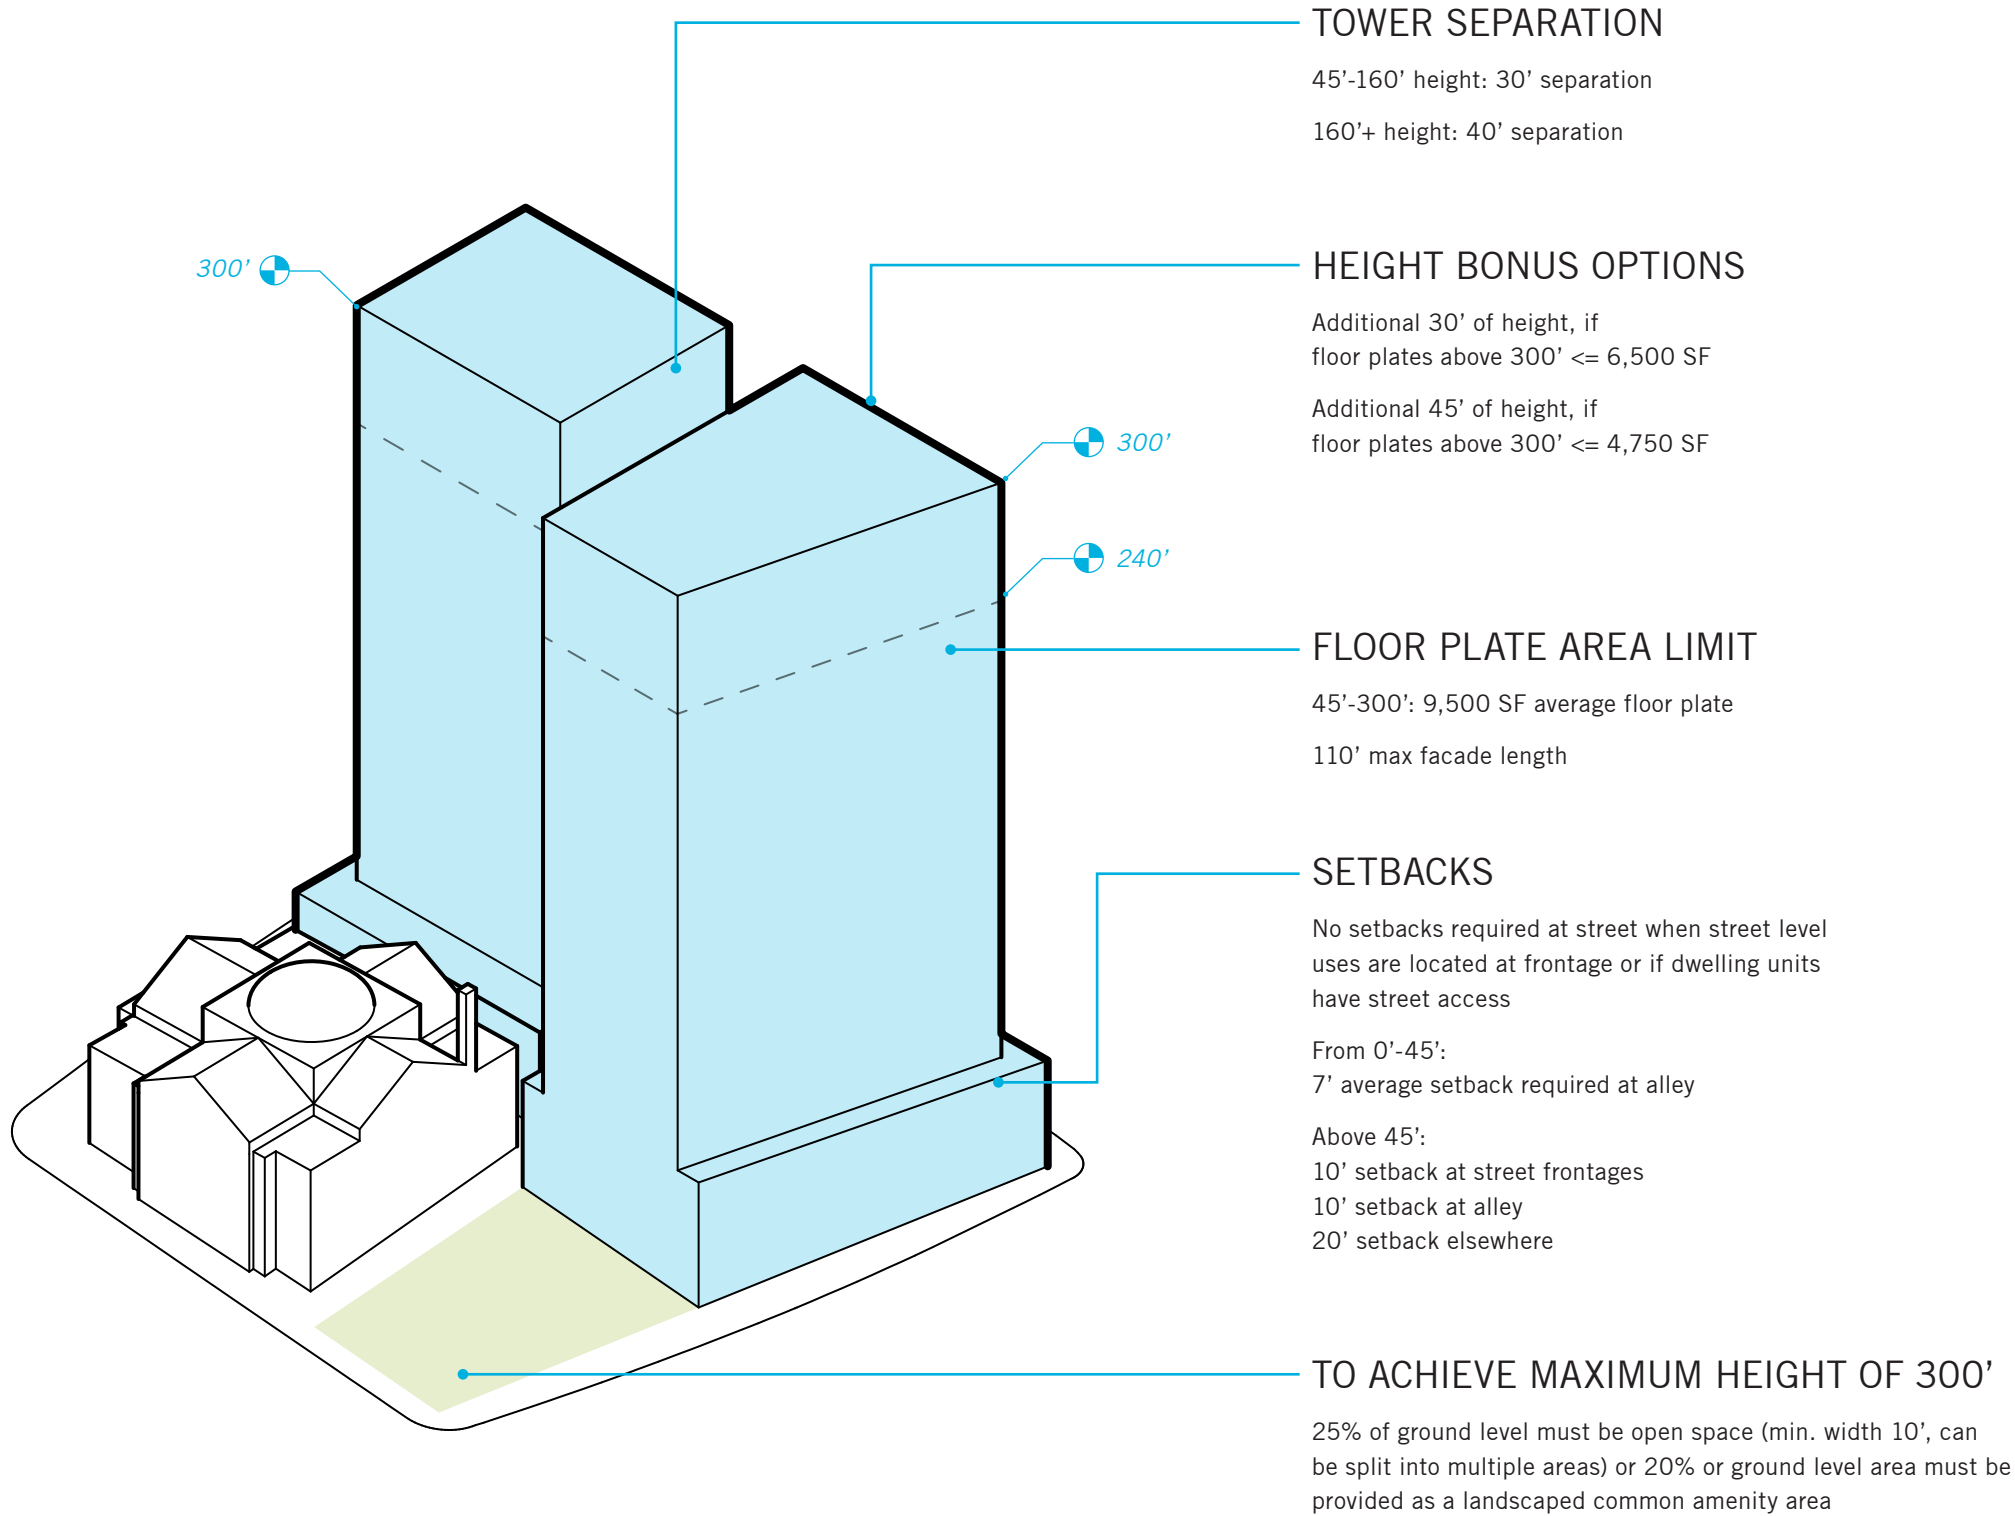 TOWER SEPARATION
45’-160’ height: 30’ separation
160’+ height: 40’ separation
300’
HEIGHT BONUS OPTIONS
Additional 30’ of height, if
floor plates above 300’ <= 6,500 SF
Additional 45’ of height, if
floor plates above 300’ <= 4,750 SF
300’
240’
FLOOR PLATE AREA LIMIT
45’-300’: 9,500 SF average floor plate
110’ max facade length
SETBACKS
No setbacks required at street when street level
uses are located at frontage or if dwelling units
have street access
From 0’-45’:
7’ average setback required at alley
Above 45’:
10’ setback at street frontages
10’ setback at alley
20’ setback elsewhere
TO ACHIEVE MAXIMUM HEIGHT OF 300’
25% of ground level must be open space (min. width 10’, can
be split into multiple areas) or 20% or ground level area must be
provided as a landscaped common amenity area